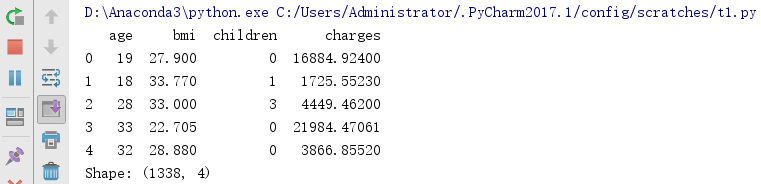 D:\Anaconda3\python.exe C:/Users/Administrator/.PyCharm2017.1/config/scratches/t1.py
   age     bmi  children      charges
0   19  27.900         0  16884.92400
1   18  33.770         1   1725.55230
2   28  33.000         3   4449.46200
3   33  22.705         0  21984.47061
4   32  28.880         0   3866.85520
Shape: (1338, 4)